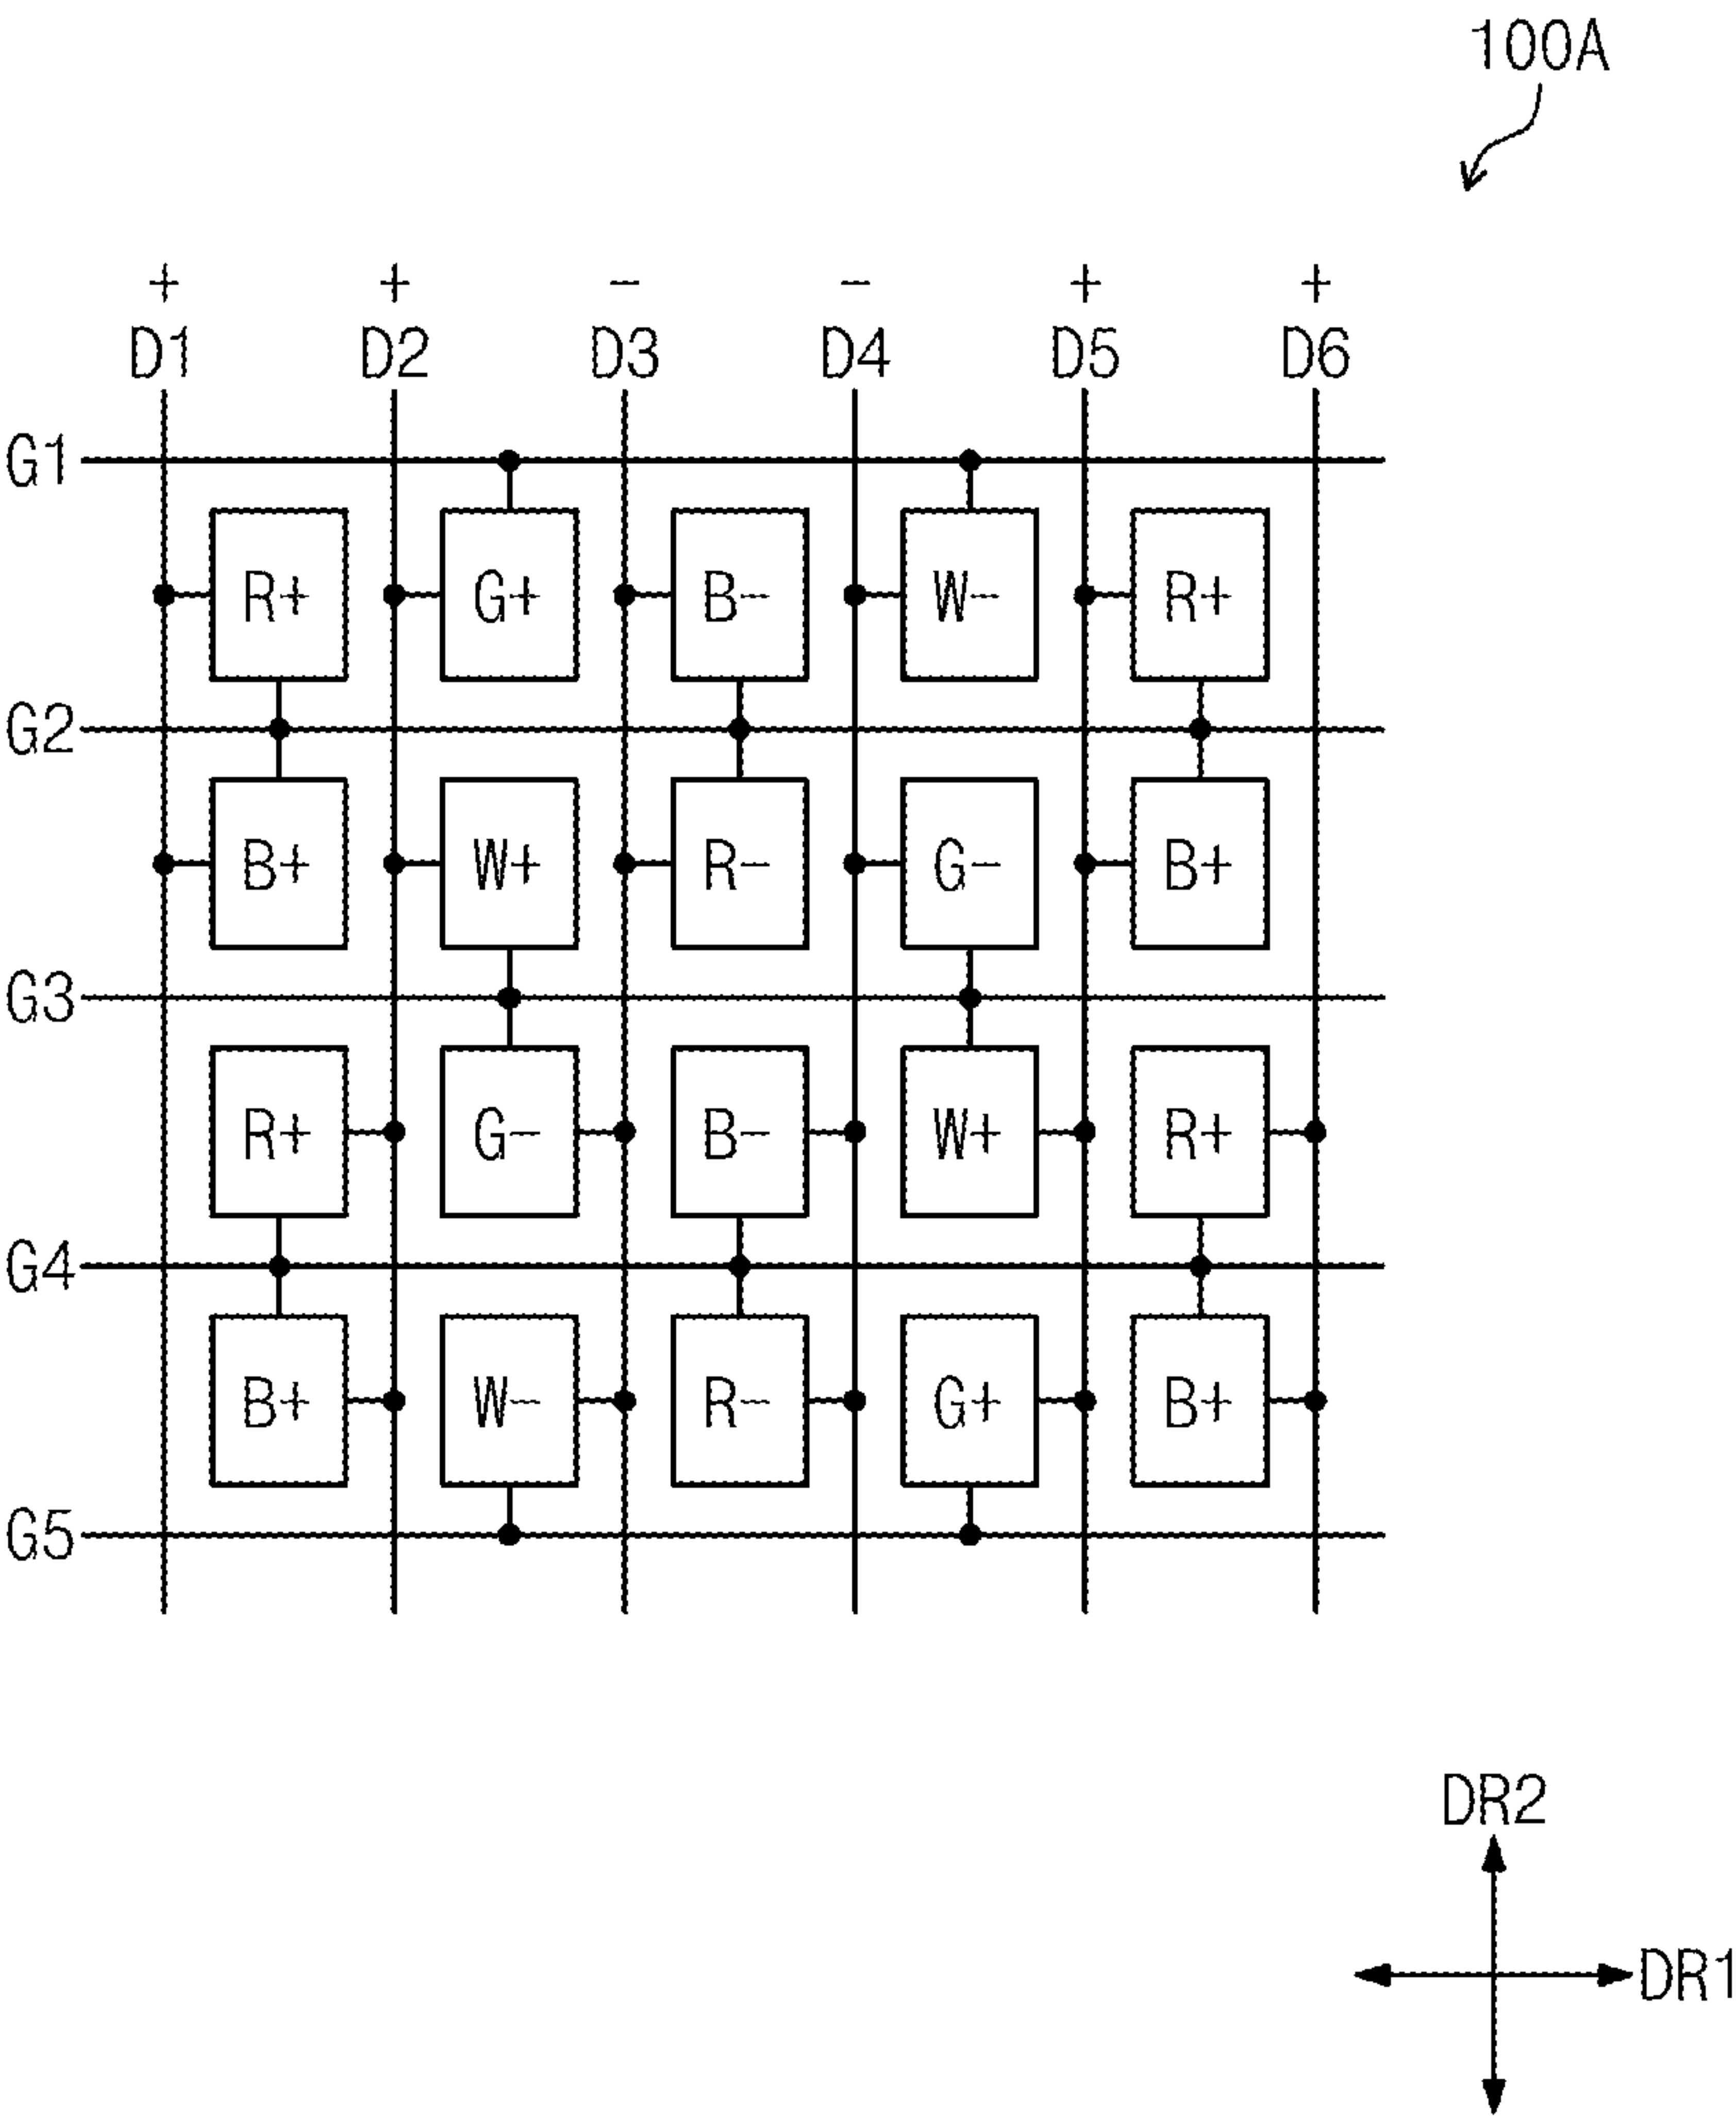 100A
+ + - - + +
D1 D2 D3 D4 D5 D6
G1
R+ G+ B- W- R+
G2
B+ W+ R- G- B+
G3
R+ G- B- W+ R+
G4
B+ W- R- G+ B+
G5
DR2
DR1